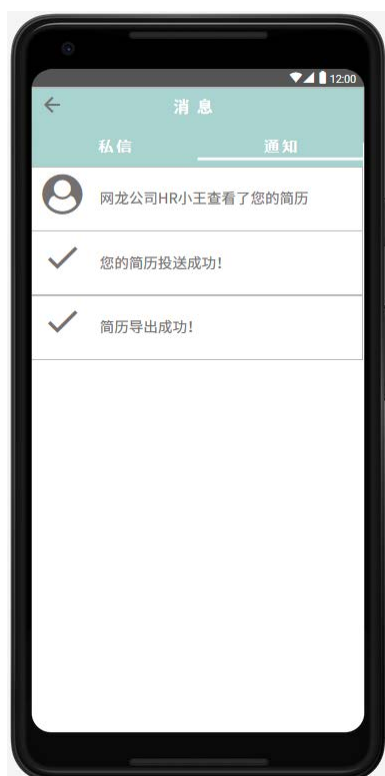 12:00
消 息
私信
通知
网龙公司HR小王查看了您的简历
您的简历投送成功！
简历导出成功！